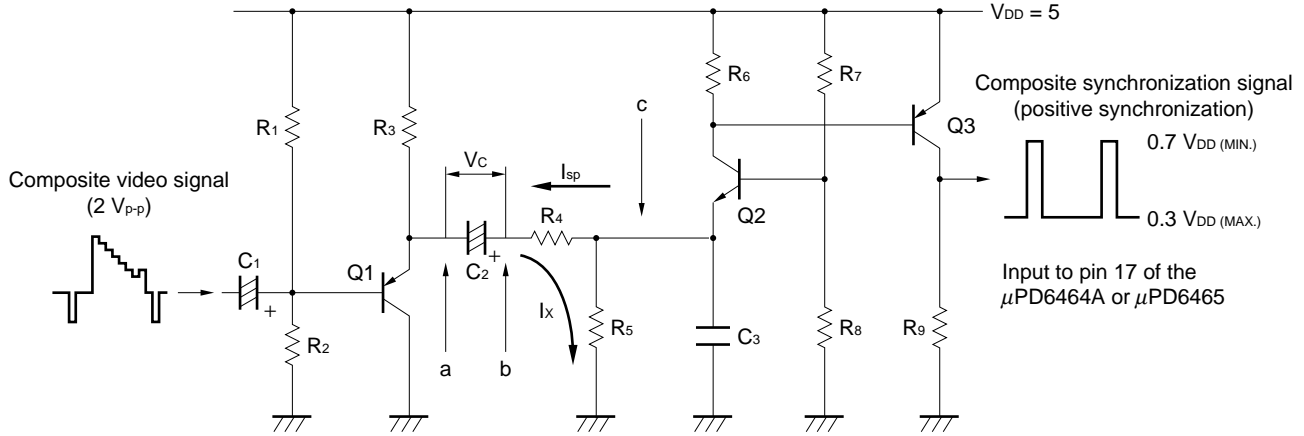 VDD = 5
R6
R7
Composite synchronization signal
(positive synchronization)
c
R1
R3
Q3
0.7 VDD (MIN.)
VC
Isp
Composite video signal
(2 Vp-p)
R4
Q2
0.3 VDD (MAX.)
C1
Q1
C2
+
+
IX
Input to pin 17 of the
μPD6464A or μPD6465
R2
R5
C3
R8
R9
a
b